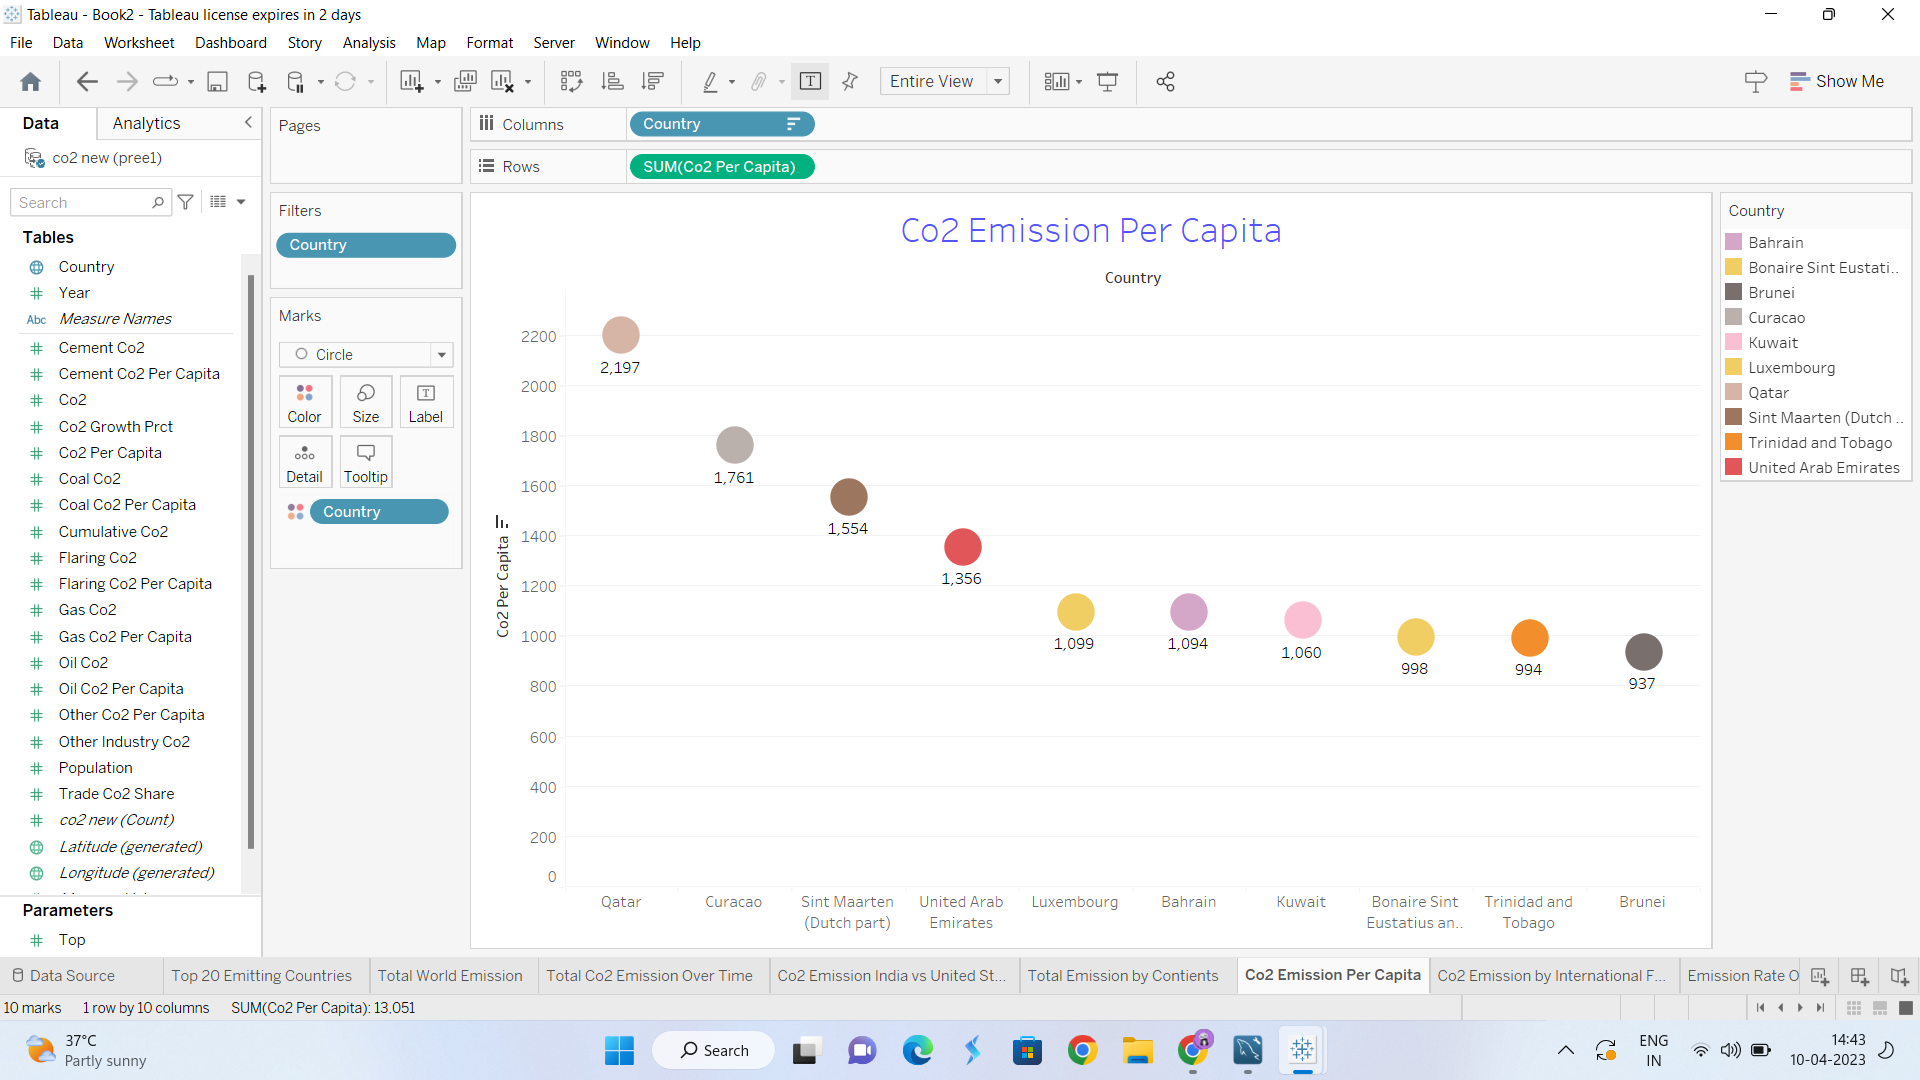 Tableau - Book2 - Tableau license expires in 2 days
File Data Worksheet Dashboard Story Analysis Map Format Server Window Help
Entire View
Show Me
Data Analytics
co2 new (pree1)
Search
Tables
Country
Year
Abc Measure Names
Cement Co2
Cement Co2 Per Capita
Co2
Co2 Growth Prct
Co2 Per Capita
Coal Co2
Coal Co2 Per Capita
Cumulative Co2
Flaring Co2
Flaring Co2 Per Capita
Gas Co2
Gas Co2 Per Capita
Oil Co2
Oil Co2 Per Capita
Other Co2 Per Capita
Other Industry Co2
Population
Trade Co2 Share
co2 new (Count)
Latitude (generated)
Longitude (generated)
Parameters
Top
Pages
Filters
Country
Marks
Circle
Color Size Label
Detail Tooltip
Country
Columns Country
Rows SUM(Co2 Per Capita)
Co2 Emission Per Capita
Country
Co2 Per Capita
2200
2000
1800
1600
1400
1200
1000
800
600
400
200
0
2,197
1,761
1,554
1,356
1,099
1,094
1,060
998
994
937
Qatar
Curacao
Sint Maarten
(Dutch part)
United Arab
Emirates
Luxembourg
Bahrain
Kuwait
Bonaire Sint
Eustatius an..
Trinidad and
Tobago
Brunei
Country
Bahrain
Bonaire Sint Eustati..
Brunei
Curacao
Kuwait
Luxembourg
Qatar
Sint Maarten (Dutch ..
Trinidad and Tobago
United Arab Emirates
Data Source Top 20 Emitting Countries Total World Emission Total Co2 Emission Over Time Co2 Emission India vs United St... Total Emission by Contients Co2 Emission Per Capita Co2 Emission by International F... Emission Rate O
10 marks 1 row by 10 columns SUM(Co2 Per Capita): 13,051
37°C
Partly sunny
Search
ENG
IN
14:43
10-04-2023